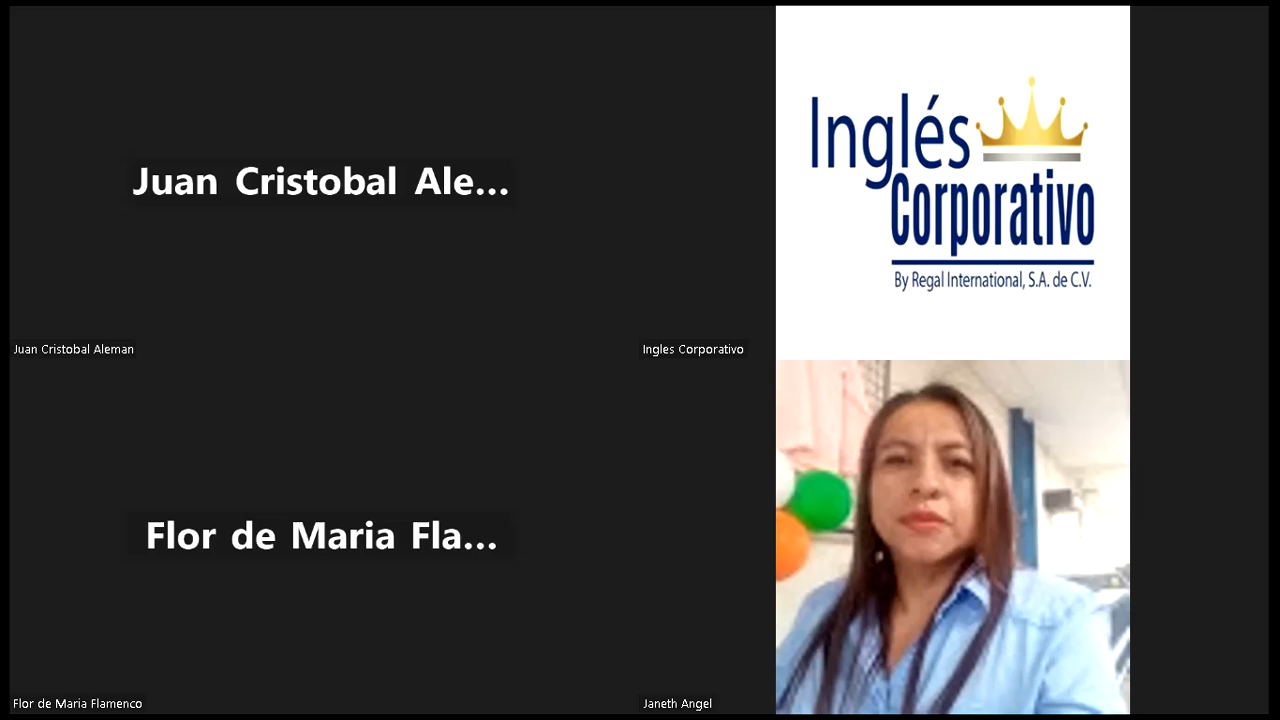 Juan Cristobal Ale...
Inglés
Corporativo
By Regal International, S.A. de C.V.
Juan Cristobal Aleman
Ingles Corporativo
Flor de Maria Fla...
Flor de Maria Flamenco
Janeth Angel